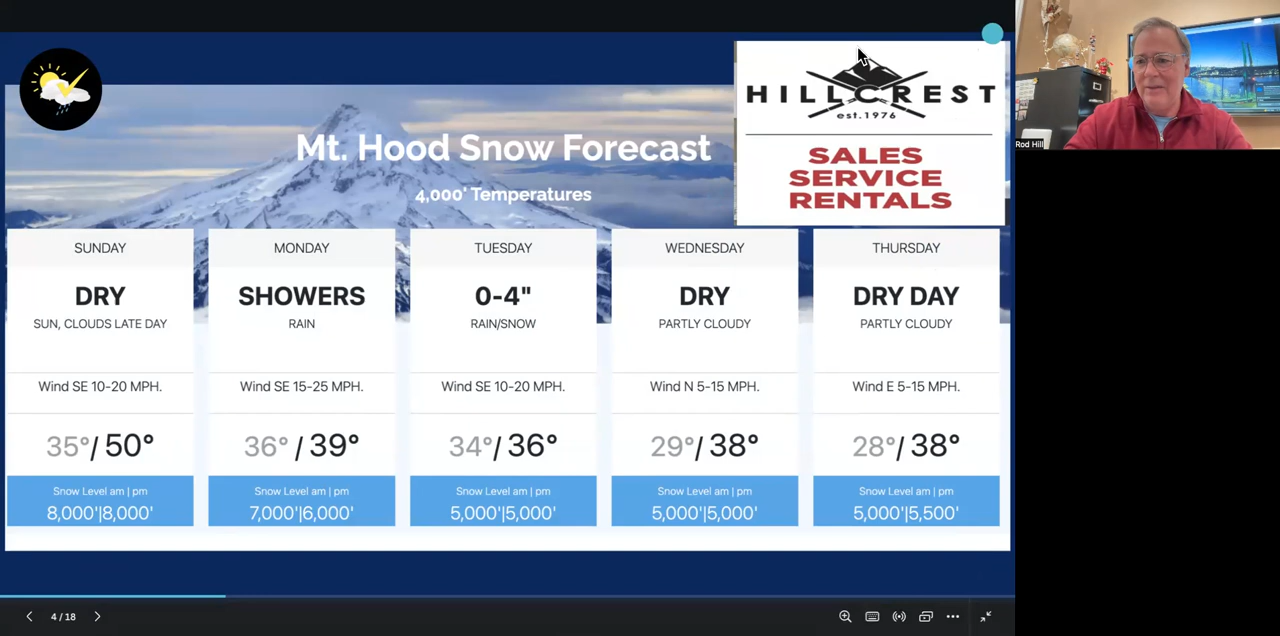 HILLCREST
est.1976
SALES
SERVICE
RENTALS
Rod Hill
Mt. Hood Snow Forecast
4,000' Temperatures
SUNDAY
DRY
SUN, CLOUDS LATE DAY
Wind SE 10-20 MPH.
35°/50°
Snow Level am | pm
8,000'|8,000'
MONDAY
SHOWERS
RAIN
Wind SE 15-25 MPH.
36°/39°
Snow Level am | pm
7,000'|6,000'
TUESDAY
0-4"
RAIN/SNOW
Wind SE 10-20 MPH.
34°/36°
Snow Level am | pm
5,000'|5,000'
WEDNESDAY
DRY
PARTLY CLOUDY
Wind N 5-15 MPH.
29°/38°
Snow Level am | pm
5,000'|5,000'
THURSDAY
DRY DAY
PARTLY CLOUDY
Wind E 5-15 MPH.
28°/38°
Snow Level am | pm
5,000'|5,500'
4 / 18